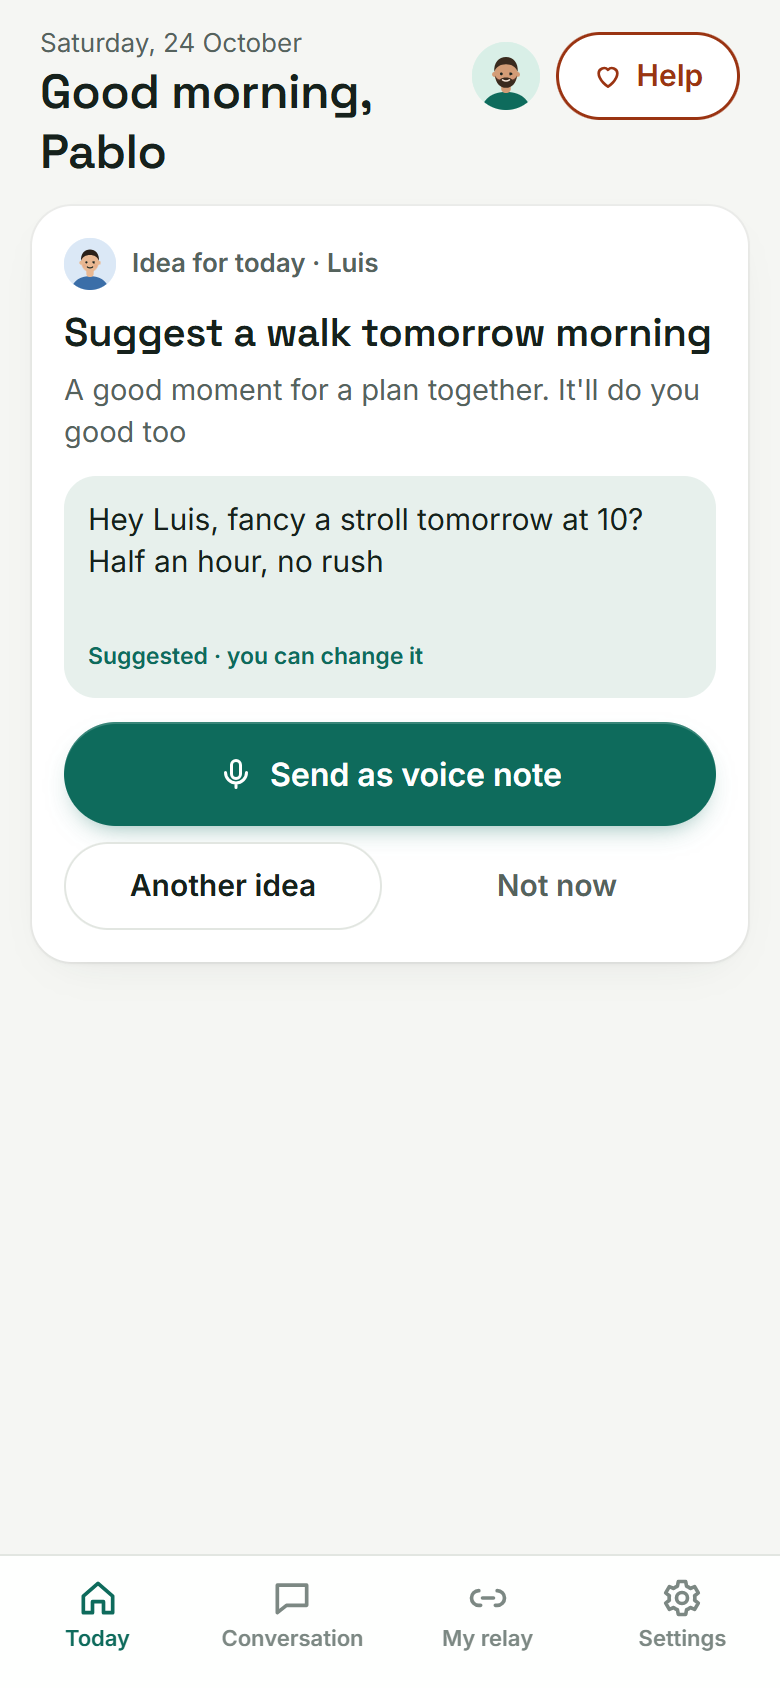 Saturday, 24 October
Good morning,
Pablo
Help
Idea for today · Luis
Suggest a walk tomorrow morning
A good moment for a plan together. It'll do you
good too
Hey Luis, fancy a stroll tomorrow at 10?
Half an hour, no rush
Suggested · you can change it
Send as voice note
Another idea
Not now
Today
Conversation
My relay
Settings